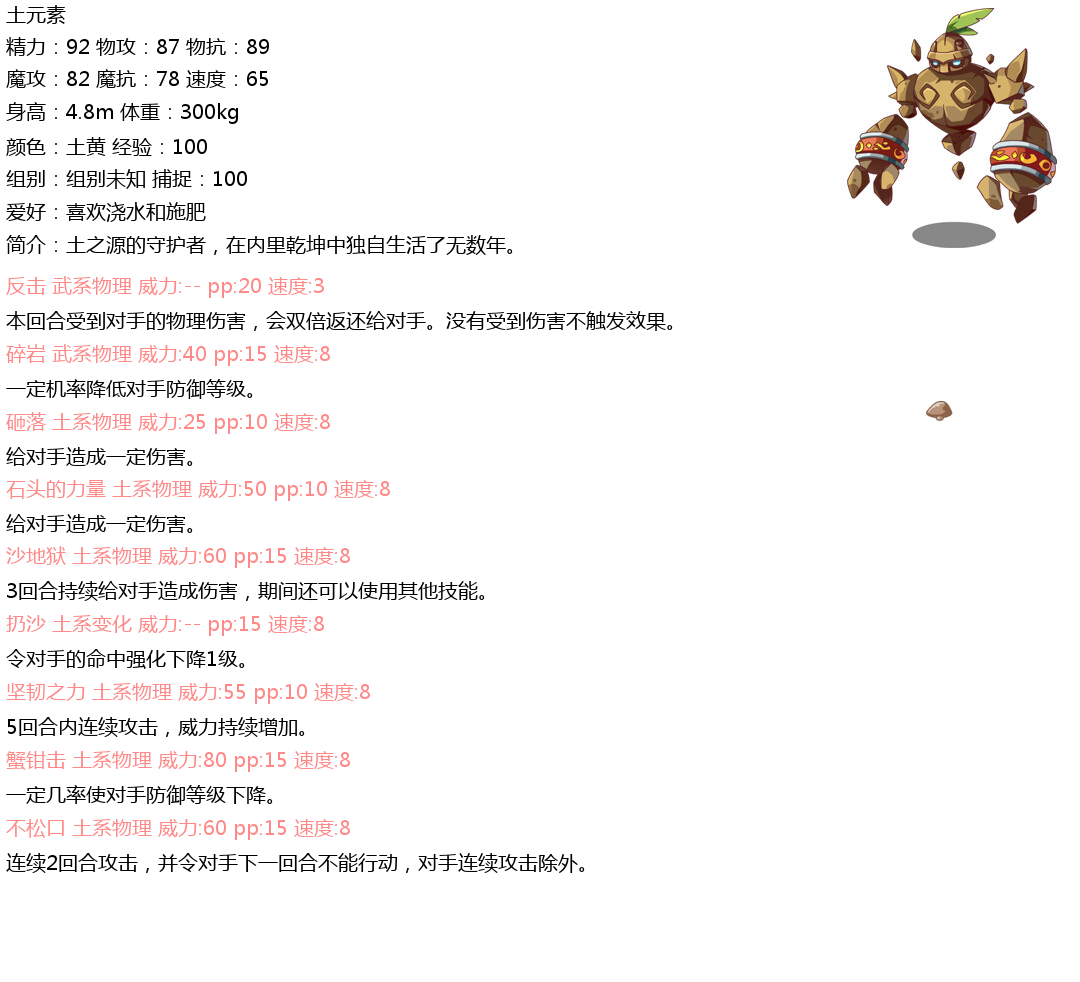 土元素
精力：92 物攻：87 物抗：89
魔攻：82 魔抗：78 速度：65
身高：4.8m 体重：300kg
颜色：土黄 经验：100
组别：组别未知 捕捉：100
爱好：喜欢浇水和施肥
简介：土之源的守护者，在内里乾坤中独自生活了无数年。
反击 武系物理 威力:-- pp:20 速度:3
本回合受到对手的物理伤害，会双倍返还给对手。没有受到伤害不触发效果。
碎岩 武系物理 威力:40 pp:15 速度:8
一定机率降低对手防御等级。
砸落 土系物理 威力:25 pp:10 速度:8
给对手造成一定伤害。
石头的力量 土系物理 威力:50 pp:10 速度:8
给对手造成一定伤害。
沙地狱 土系物理 威力:60 pp:15 速度:8
3回合持续给对手造成伤害，期间还可以使用其他技能。
扔沙 土系变化 威力:-- pp:15 速度:8
令对手的命中强化下降1级。
坚韧之力 土系物理 威力:55 pp:10 速度:8
5回合内连续攻击，威力持续增加。
蟹钳击 土系物理 威力:80 pp:15 速度:8
一定几率使对手防御等级下降。
不松口 土系物理 威力:60 pp:15 速度:8
连续2回合攻击，并令对手下一回合不能行动，对手连续攻击除外。